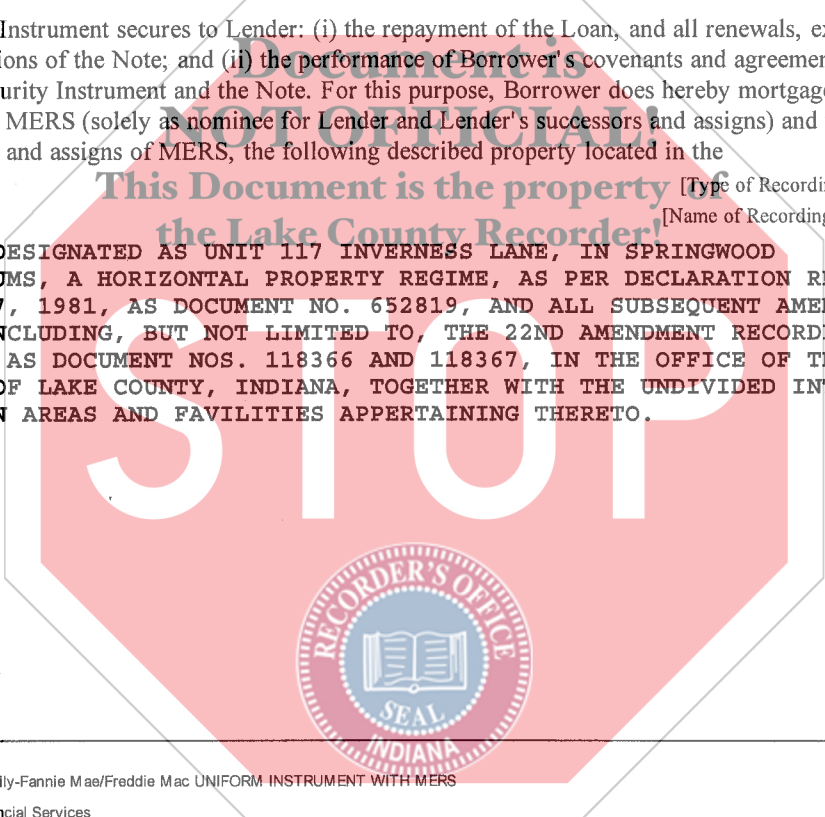 Instrument secures to Lender: (i) the repayment of the Loan, and all renewals, ex
ions of the Note; and (ii) the performance of Borrower's covenants and agreemen
urity Instrument and the Note. For this purpose, Borrower does hereby mortgage
MERS (solely as nominee for Lender and Lender's successors and assigns) and
and assigns of MERS, the following described property located in the
[Type of Recordin
[Name of Recording
Document is
NOT OFFICIAL!
This Document is the property of
the Lake County Recorder!
DESIGNATED AS UNIT 117 INVERNESS LANE, IN SPRINGWOOD
UMS, A HORIZONTAL PROPERTY REGIME, AS PER DECLARATION RE
7, 1981, AS DOCUMENT NO. 652819, AND ALL SUBSEQUENT AMEN
NCLUDING, BUT NOT LIMITED TO, THE 22ND AMENDMENT RECORDE
AS DOCUMENT NOS. 118366 AND 118367, IN THE OFFICE OF TH
OF LAKE COUNTY, INDIANA, TOGETHER WITH THE UNDIVIDED INT
N AREAS AND FAVILITIES APPERTAINING THERETO.
STOP
RECORDER'S OFFICE
SEAL
INDIANA
ily-Fannie Mae/Freddie Mac UNIFORM INSTRUMENT WITH MERS
ncial Services